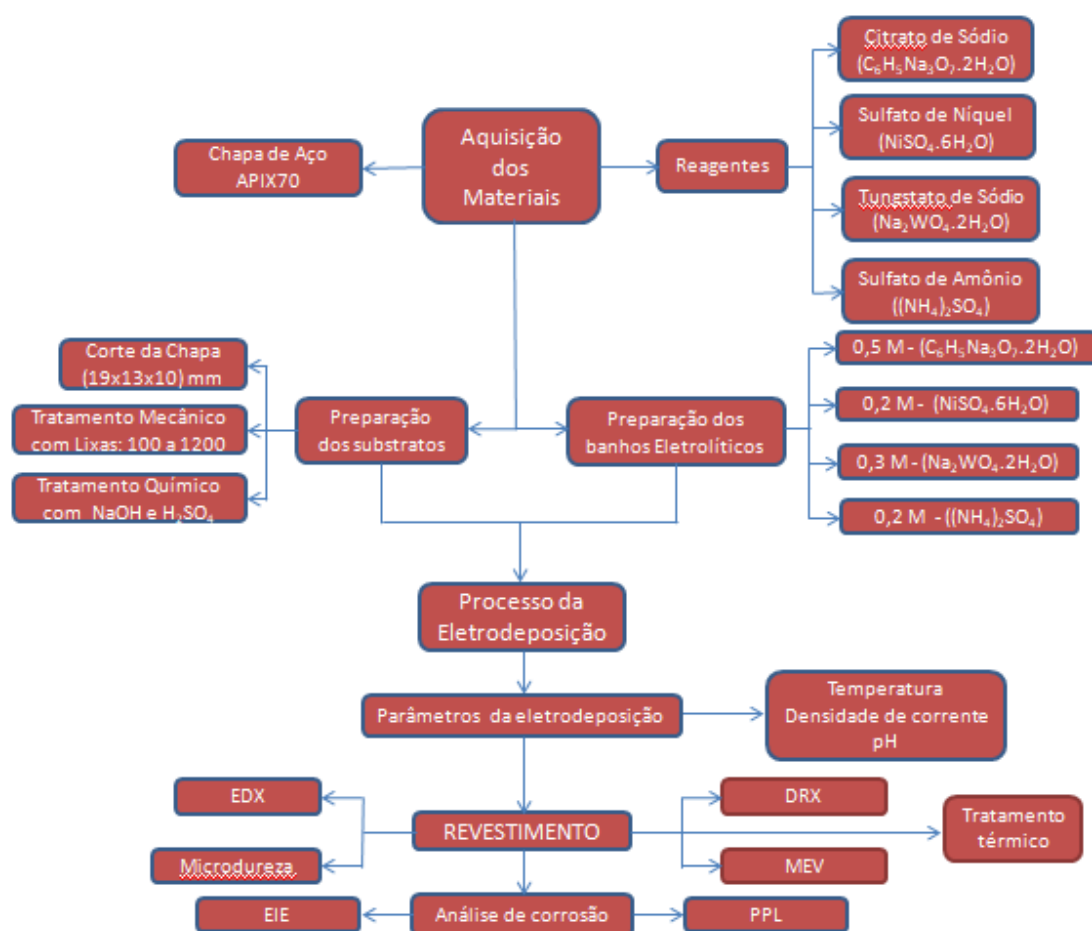 Citrato de Sódio
(C₆H₅Na₃O₇.2H₂O)
Aquisição
dos
Materiais
Sulfato de Níquel
(NiSO₄.6H₂O)
Chapa de Aço
APIX70
Reagentes
Tungstato de Sódio
(Na₂WO₄.2H₂O)
Sulfato de Amônio
((NH₄)₂SO₄)
Corte da Chapa
(19x13x10) mm
Tratamento Mecânico
com Lixas: 100 a 1200
Tratamento Químico
com NaOH e H₂SO₄
Preparação
dos substratos
Preparação dos
banhos Eletrolíticos
0,5 M - (C₆H₅Na₃O₇.2H₂O)
0,2 M - (NiSO₄.6H₂O)
0,3 M - (Na₂WO₄.2H₂O)
0,2 M - ((NH₄)₂SO₄)
Processo da
Eletrodeposição
Parâmetros da eletrodeposição
Temperatura
Densidade de corrente
pH
EDX
DRX
REVESTIMENTO
Tratamento
térmico
Microdureza
MEV
EIE
Análise de corrosão
PPL